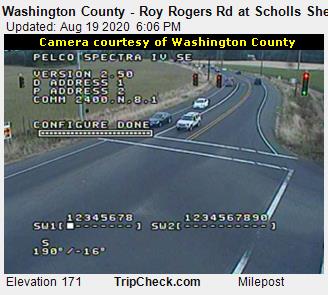 Washington County - Roy Rogers Rd at Scholls She
Updated: Aug 19 2020 6:06 PM
Camera courtesy of Washington County
PELCO SPECTRA IV SE
VERSION 2.50
P ADDRESS 1
P ADDRESS 2
COMM 2400.N.8.1
CONFIGURE DONE
12345678 1234567890
SW1[ ------] SW2[----------]
S
190°/-16°
Elevation 171 TripCheck.com Milepost